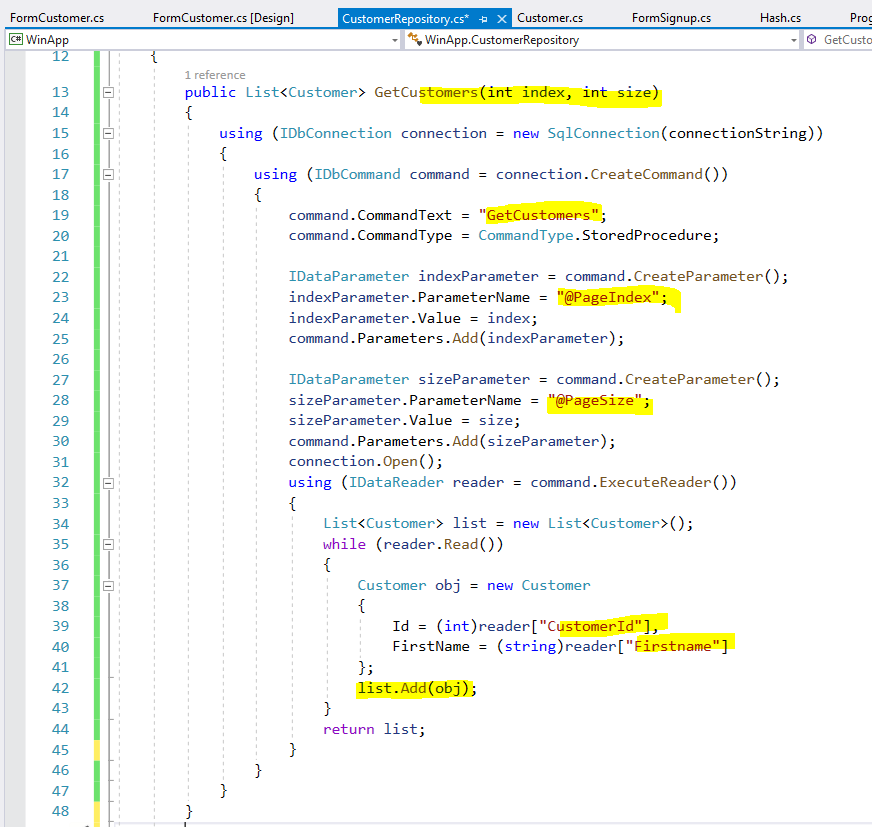 FormCustomer.cs FormCustomer.cs [Design] CustomerRepository.cs* Customer.cs FormSignup.cs Hash.cs Prog
C# WinApp WinApp.CustomerRepository GetCusto
12 {
1 reference
13 public List<Customer> GetCustomers(int index, int size)
14 {
15 using (IDbConnection connection = new SqlConnection(connectionString))
16 {
17 using (IDbCommand command = connection.CreateCommand())
18 {
19 command.CommandText = "GetCustomers";
20 command.CommandType = CommandType.StoredProcedure;
21
22 IDataParameter indexParameter = command.CreateParameter();
23 indexParameter.ParameterName = "@PageIndex";
24 indexParameter.Value = index;
25 command.Parameters.Add(indexParameter);
26
27 IDataParameter sizeParameter = command.CreateParameter();
28 sizeParameter.ParameterName = "@PageSize";
29 sizeParameter.Value = size;
30 command.Parameters.Add(sizeParameter);
31 connection.Open();
32 using (IDataReader reader = command.ExecuteReader())
33 {
34 List<Customer> list = new List<Customer>();
35 while (reader.Read())
36 {
37 Customer obj = new Customer
38 {
39 Id = (int)reader["CustomerId"],
40 FirstName = (string)reader["Firstname"]
41 };
42 list.Add(obj);
43 }
44 return list;
45 }
46 }
47 }
48 }